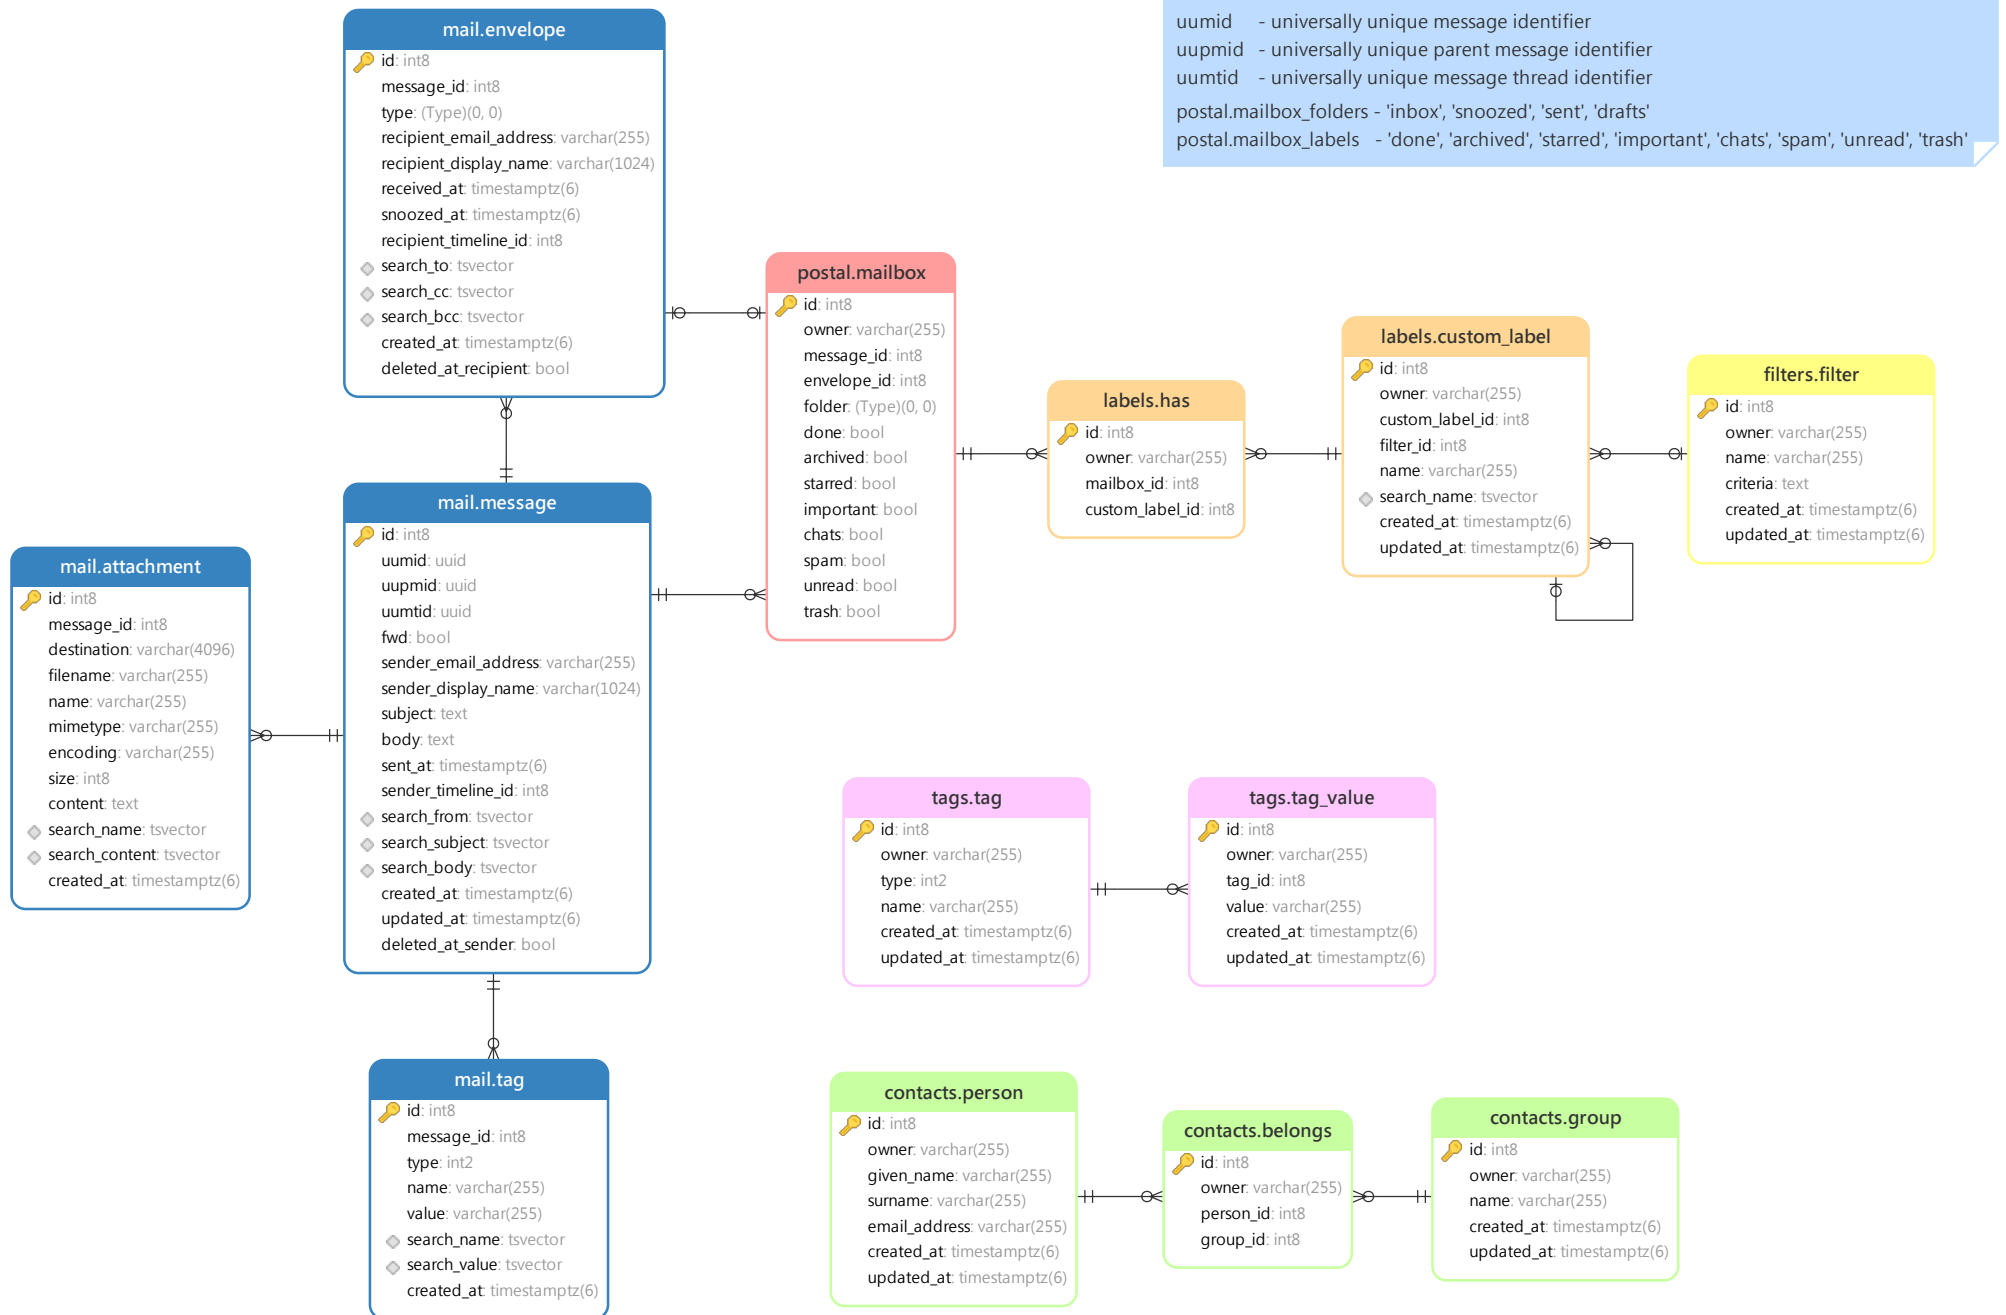 mail.envelope
id: int8
message_id: int8
type: (Type)(0, 0)
recipient_email_address: varchar(255)
recipient_display_name: varchar(1024)
received_at: timestamptz(6)
snoozed_at: timestamptz(6)
recipient_timeline_id: int8
search_to: tsvector
search_cc: tsvector
search_bcc: tsvector
created_at: timestamptz(6)
deleted_at_recipient: bool
uumid - universally unique message identifier
uupmid - universally unique parent message identifier
uumtid - universally unique message thread identifier
postal.mailbox_folders - 'inbox', 'snoozed', 'sent', 'drafts'
postal.mailbox_labels - 'done', 'archived', 'starred', 'important', 'chats', 'spam', 'unread', 'trash'
postal.mailbox
id: int8
owner: varchar(255)
message_id: int8
envelope_id: int8
folder: (Type)(0, 0)
done: bool
archived: bool
starred: bool
important: bool
chats: bool
spam: bool
unread: bool
trash: bool
labels.has
id: int8
owner: varchar(255)
mailbox_id: int8
custom_label_id: int8
labels.custom_label
id: int8
owner: varchar(255)
custom_label_id: int8
filter_id: int8
name: varchar(255)
search_name: tsvector
created_at: timestamptz(6)
updated_at: timestamptz(6)
filters.filter
id: int8
owner: varchar(255)
name: varchar(255)
criteria: text
created_at: timestamptz(6)
updated_at: timestamptz(6)
mail.attachment
id: int8
message_id: int8
destination: varchar(4096)
filename: varchar(255)
name: varchar(255)
mimetype: varchar(255)
encoding: varchar(255)
size: int8
content: text
search_name: tsvector
search_content: tsvector
created_at: timestamptz(6)
mail.message
id: int8
uumid: uuid
uupmid: uuid
uumtid: uuid
fwd: bool
sender_email_address: varchar(255)
sender_display_name: varchar(1024)
subject: text
body: text
sent_at: timestamptz(6)
sender_timeline_id: int8
search_from: tsvector
search_subject: tsvector
search_body: tsvector
created_at: timestamptz(6)
updated_at: timestamptz(6)
deleted_at_sender: bool
tags.tag
id: int8
owner: varchar(255)
type: int2
name: varchar(255)
created_at: timestamptz(6)
updated_at: timestamptz(6)
tags.tag_value
id: int8
owner: varchar(255)
tag_id: int8
value: varchar(255)
created_at: timestamptz(6)
updated_at: timestamptz(6)
mail.tag
id: int8
message_id: int8
type: int2
name: varchar(255)
value: varchar(255)
search_name: tsvector
search_value: tsvector
created_at: timestamptz(6)
contacts.person
id: int8
owner: varchar(255)
given_name: varchar(255)
surname: varchar(255)
email_address: varchar(255)
created_at: timestamptz(6)
updated_at: timestamptz(6)
contacts.belongs
id: int8
owner: varchar(255)
person_id: int8
group_id: int8
contacts.group
id: int8
owner: varchar(255)
name: varchar(255)
created_at: timestamptz(6)
updated_at: timestamptz(6)